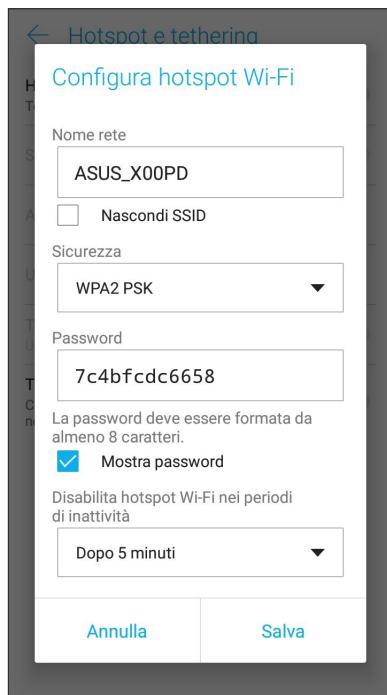 Hotspot e tethering
Configura hotspot Wi-Fi
Nome rete
ASUS_X00PD
Nascondi SSID
Sicurezza
WPA2 PSK
Password
7c4bfcdc6658
La password deve essere formata da
almeno 8 caratteri.
Mostra password
Disabilita hotspot Wi-Fi nei periodi
di inattività
Dopo 5 minuti
Annulla
Salva